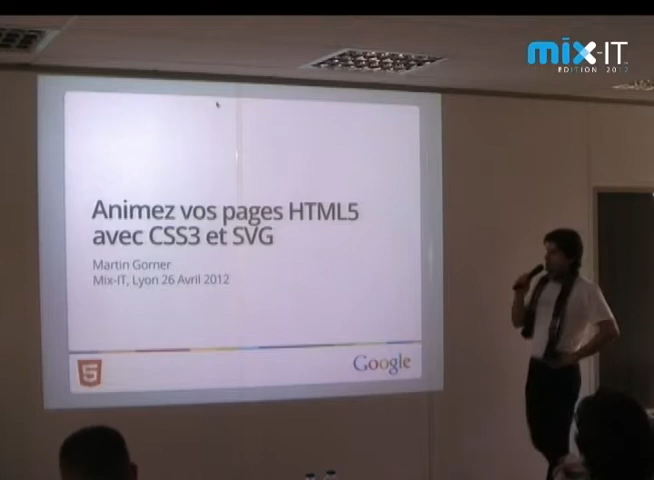 mix-IT
EDITION 2012
Animez vos pages HTML5
avec CSS3 et SVG
Martin Gorner
Mix-IT, Lyon 26 Avril 2012
5
Google